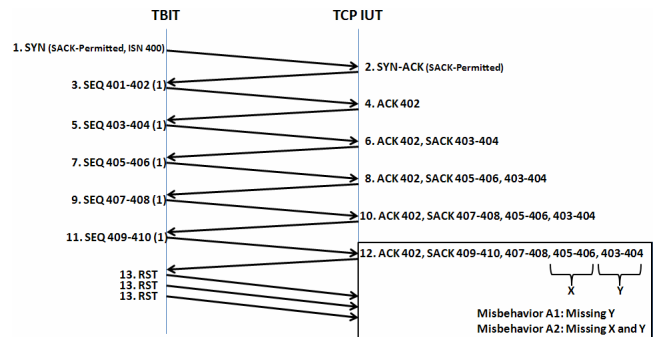 TBIT
TCP IUT
1. SYN (SACK-Permitted, ISN 400)
2. SYN-ACK (SACK-Permitted)
3. SEQ 401-402 (1)
4. ACK 402
5. SEQ 403-404 (1)
6. ACK 402, SACK 403-404
7. SEQ 405-406 (1)
8. ACK 402, SACK 405-406, 403-404
9. SEQ 407-408 (1)
10. ACK 402, SACK 407-408, 405-406, 403-404
11. SEQ 409-410 (1)
12. ACK 402, SACK 409-410, 407-408, 405-406, 403-404
X
Y
13. RST
13. RST
13. RST
Misbehavior A1: Missing Y
Misbehavior A2: Missing X and Y